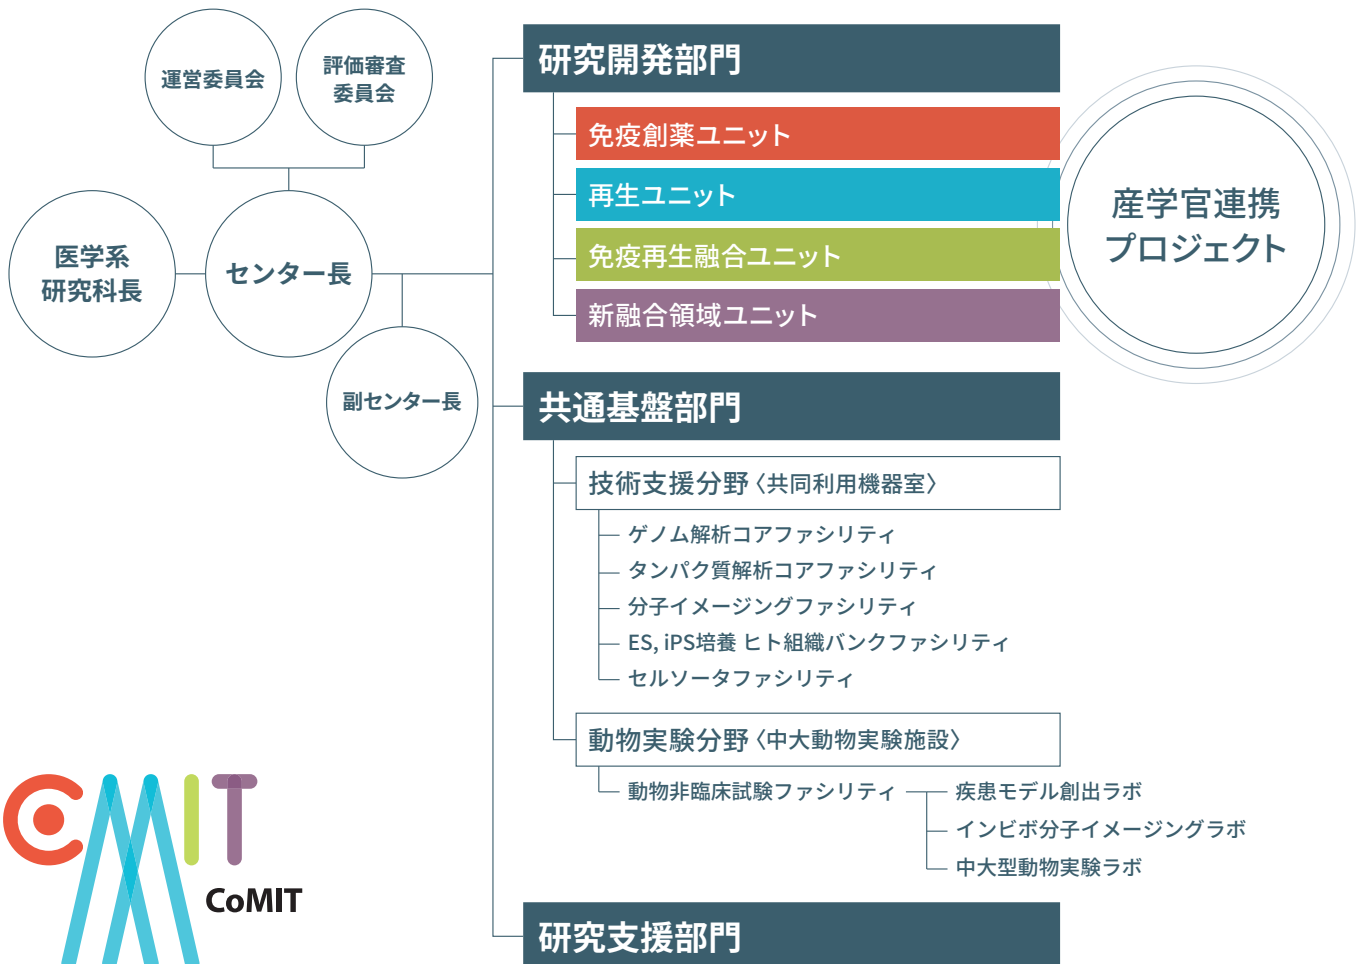 運営委員会
評価審査
委員会
医学系
研究科長
センター長
副センター長
研究開発部門
免疫創薬ユニット
再生ユニット
免疫再生融合ユニット
新融合領域ユニット
産学官連携
プロジェクト
共通基盤部門
技術支援分野〈共同利用機器室〉
ゲノム解析コアファシリティ
タンパク質解析コアファシリティ
分子イメージングファシリティ
ES, iPS培養 ヒト組織バンクファシリティ
セルソータファシリティ
動物実験分野〈中大動物実験施設〉
動物非臨床試験ファシリティ
疾患モデル創出ラボ
インビボ分子イメージングラボ
中大型動物実験ラボ
研究支援部門
CMIT
CoMIT